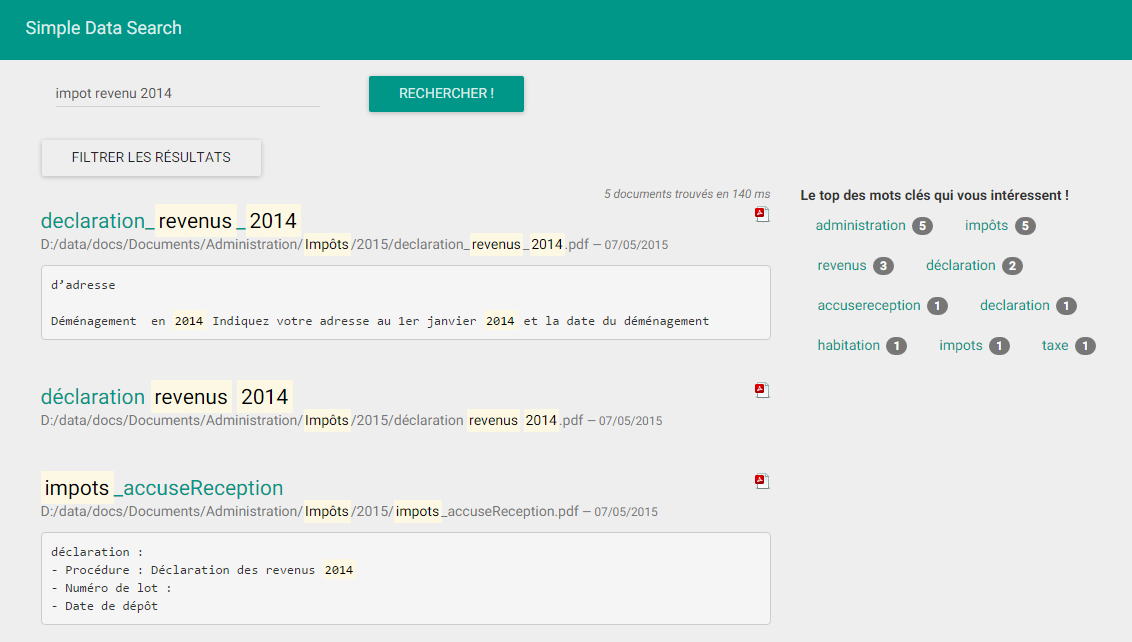 Simple Data Search
impot revenu 2014
RECHERCHER !
FILTRER LES RÉSULTATS
5 documents trouvés en 140 ms
declaration_revenus_2014
D:/data/docs/Documents/Administration/Impôts/2015/declaration_revenus_2014.pdf – 07/05/2015
d’adresse
Déménagement en 2014 Indiquez votre adresse au 1er janvier 2014 et la date du déménagement
déclaration revenus 2014
D:/data/docs/Documents/Administration/Impôts/2015/déclaration revenus 2014.pdf – 07/05/2015
impots_accuseReception
D:/data/docs/Documents/Administration/Impôts/2015/impots_accuseReception.pdf – 07/05/2015
déclaration :
- Procédure : Déclaration des revenus 2014
- Numéro de lot :
- Date de dépôt
Le top des mots clés qui vous intéressent !
administration 5 impôts 5
revenus 3 déclaration 2
accusereception 1 declaration 1
habitation 1 impots 1 taxe 1